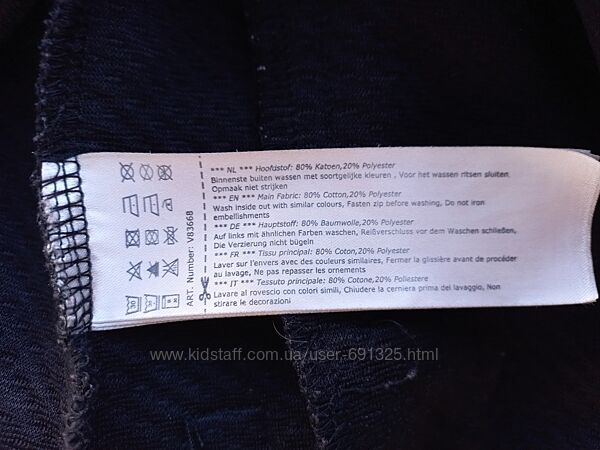 *** NL *** Hoofdstof: 80% Katoen,20% Polyester
Binnenste buiten wassen met soortgelijke kleuren , Voor het wassen ritsen sluiten,
Opmaak niet strijken
*** EN *** Main Fabric: 80% Cotton,20% Polyester
Wash inside out with similar colours, Fasten zip before washing, Do not iron
embellishments
*** DE *** Hauptstoff: 80% Baumwolle,20% Polyester
Auf links mit ähnlichen Farben waschen, Reißverschluss vor dem Waschen schließen,
Die Verzierung nicht bügeln
*** FR *** Tissu principal: 80% Coton,20% Polyester
Laver sur l'envers avec des couleurs similaires, Fermer la glissière avant de procéder
au lavage, Ne pas repasser les ornements
*** IT *** Tessuto principale: 80% Cotone,20% Poliestere
Lavare al rovescio con colori simili, Chiudere la cerniera prima del lavaggio, Non
stirare le decorazioni
ART. Number: V83668
www.kidstaff.com.ua/user-691325.html